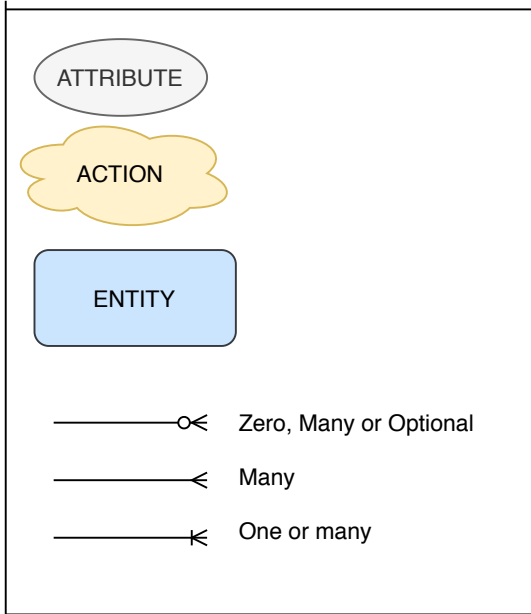 ATTRIBUTE
ACTION
ENTITY
Zero, Many or Optional
Many
One or many